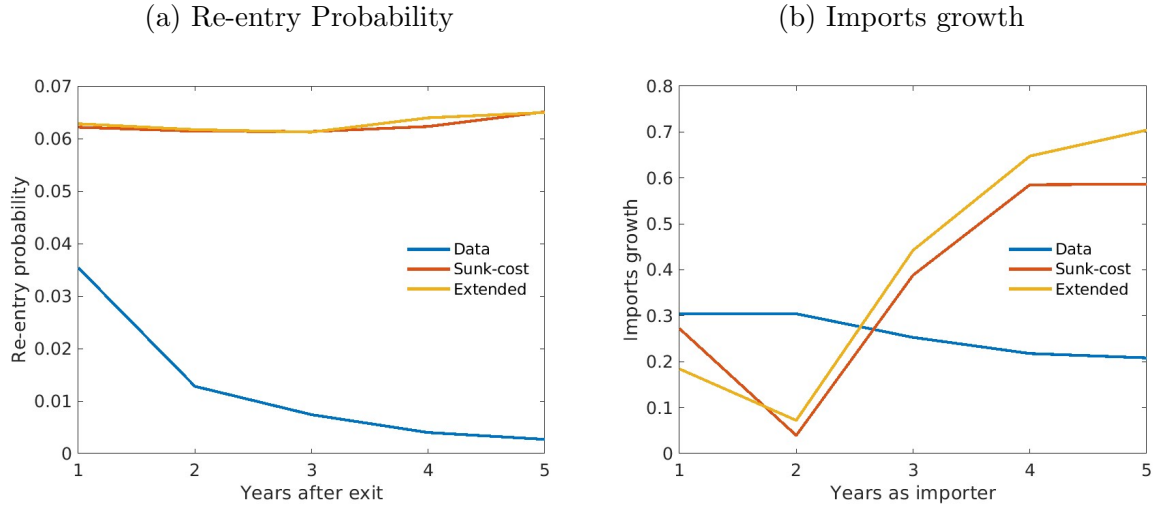 (a) Re-entry Probability
0.07
0.06
0.05
0.04
0.03
0.02
0.01
0
Re-entry probability
Data
Sunk-cost
Extended
1 2 3 4 5
Years after exit
(b) Imports growth
0.8
0.7
0.6
0.5
0.4
0.3
0.2
0.1
0
Imports growth
Data
Sunk-cost
Extended
1 2 3 4 5
Years as importer